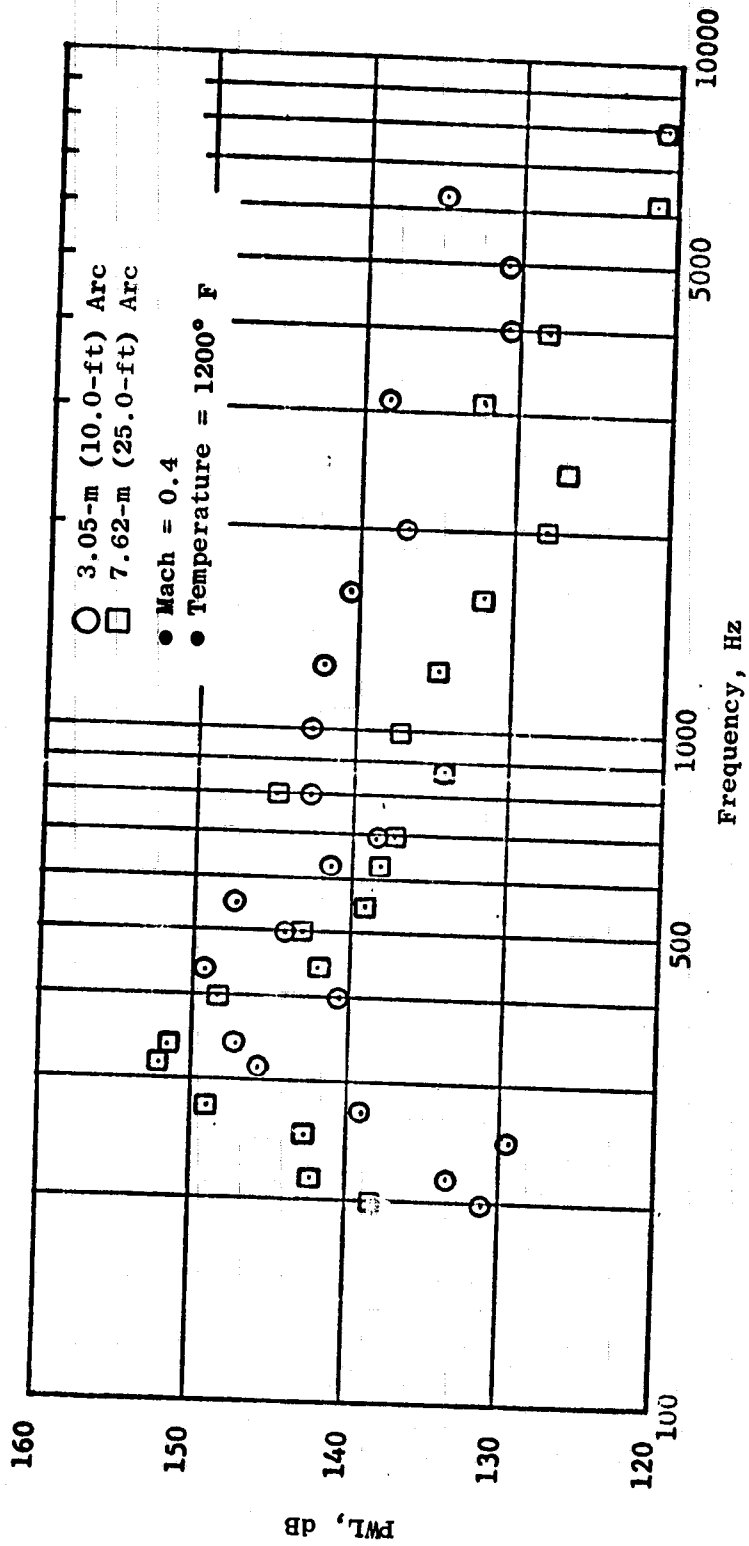 ○ 3.05-m (10.0-ft) Arc
□ 7.62-m (25.0-ft) Arc
● Mach = 0.4
● Temperature = 1200° F
160
150
140
130
120
PWL, dB
100
500
1000
5000
10000
Frequency, Hz